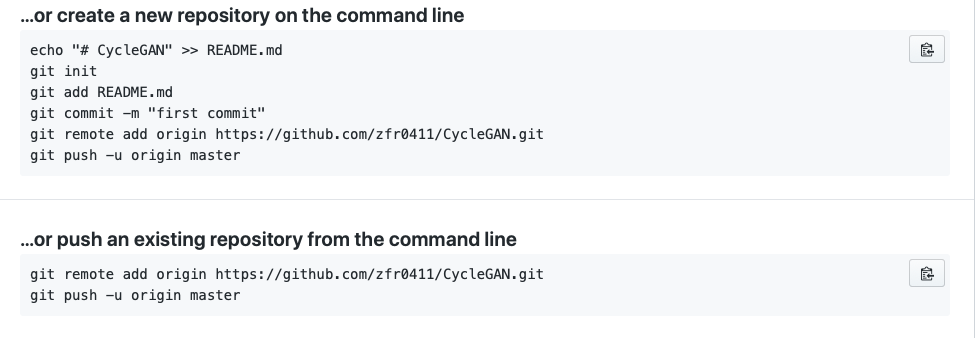 ...or create a new repository on the command line
echo "# CycleGAN" >> README.md
git init
git add README.md
git commit -m "first commit"
git remote add origin https://github.com/zfr0411/CycleGAN.git
git push -u origin master
...or push an existing repository from the command line
git remote add origin https://github.com/zfr0411/CycleGAN.git
git push -u origin master